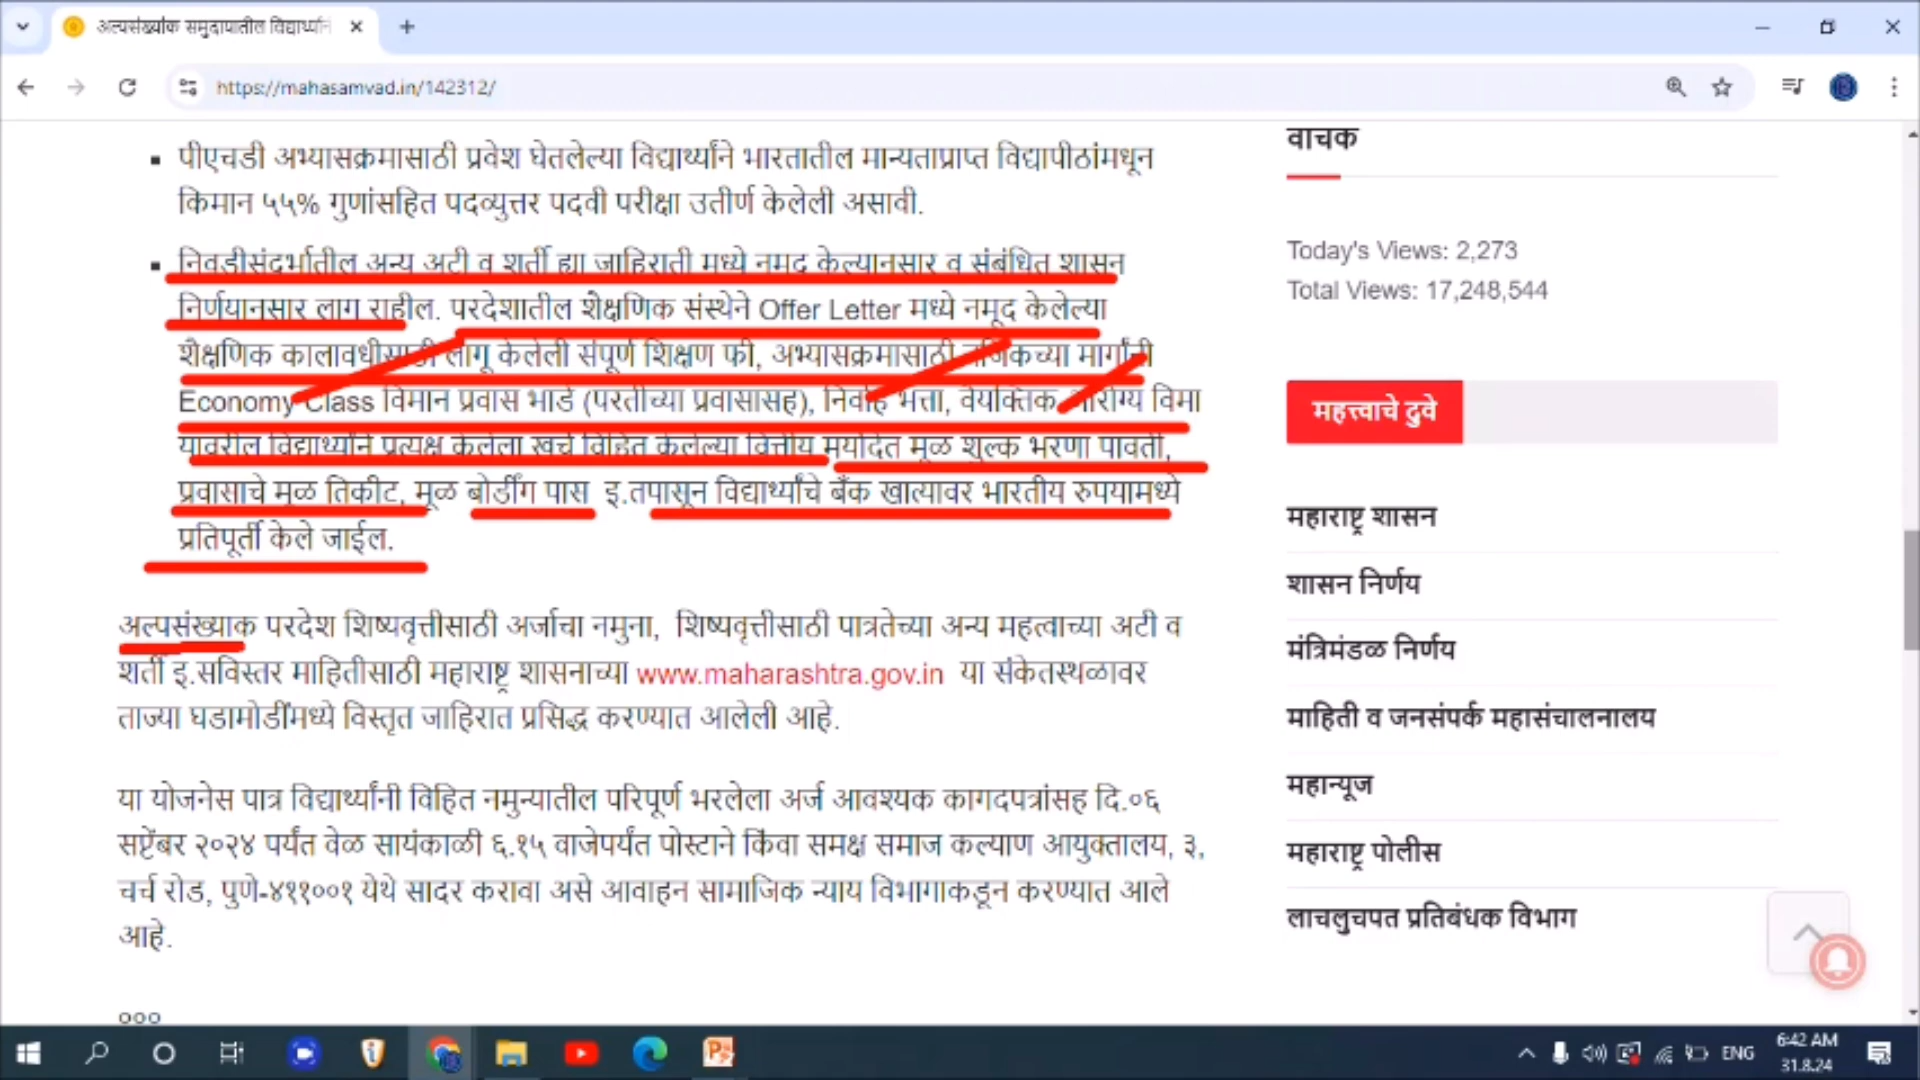 अल्पसंख्यांक समुदायातील विद्यार्थ्यांन
https://mahasamvad.in/142312/
पीएचडी अभ्यासक्रमासाठी प्रवेश घेतलेल्या विद्यार्थ्याने भारतातील मान्यताप्राप्त विद्यापीठांमधून
किमान ५५% गुणांसहित पदव्युत्तर पदवी परीक्षा उतीर्ण केलेली असावी.
निवडीसंदर्भातील अन्य अटी व शर्ती ह्या जाहिराती मध्ये नमूद केल्यानुसार व संबंधित शासन
निर्णयानुसार लागू राहील. परदेशातील शैक्षणिक संस्थेने Offer Letter मध्ये नमूद केलेल्या
शैक्षणिक कालावधीसाठी लागू केलेली संपूर्ण शिक्षण फी, अभ्यासक्रमासाठी मार्गांनी
Economy Class विमान प्रवास भाडे (परतीच्या प्रवासासह), निर्वाह भत्ता, वैयक्तिक आरोग्य विमा
यावरील विद्यार्थ्याने प्रत्यक्ष केलेला खर्च विहित केलेल्या वित्तीय मर्यादेत मूळ शुल्क भरणा पावती,
प्रवासाचे मूळ तिकीट, मूळ बोर्डींग पास इ.तपासून विद्यार्थ्यांचे बँक खात्यावर भारतीय रुपयामध्ये
प्रतिपूर्ती केले जाईल.
अल्पसंख्याक परदेश शिष्यवृत्तीसाठी अर्जाचा नमुना, शिष्यवृत्तीसाठी पात्रतेच्या अन्य महत्वाच्या अटी व
शर्ती इ.सविस्तर माहितीसाठी महाराष्ट्र शासनाच्या www.maharashtra.gov.in या संकेतस्थळावर
ताज्या घडामोडींमध्ये विस्तृत जाहिरात प्रसिद्ध करण्यात आलेली आहे.
या योजनेस पात्र विद्यार्थ्यांनी विहित नमुन्यातील परिपूर्ण भरलेला अर्ज आवश्यक कागदपत्रांसह दि.०६
सप्टेंबर २०२४ पर्यंत वेळ सायंकाळी ६.१५ वाजेपर्यंत पोस्टाने किंवा समक्ष समाज कल्याण आयुक्तालय, ३,
चर्च रोड, पुणे-४११००१ येथे सादर करावा असे आवाहन सामाजिक न्याय विभागाकडून करण्यात आले
आहे.
०००
वाचक
Today's Views: 2,273
Total Views: 17,248,544
महत्त्वाचे दुवे
महाराष्ट्र शासन
शासन निर्णय
मंत्रिमंडळ निर्णय
माहिती व जनसंपर्क महासंचालनालय
महान्यूज
महाराष्ट्र पोलीस
लाचलुचपत प्रतिबंधक विभाग
ENG
6:42 AM
31.8.24